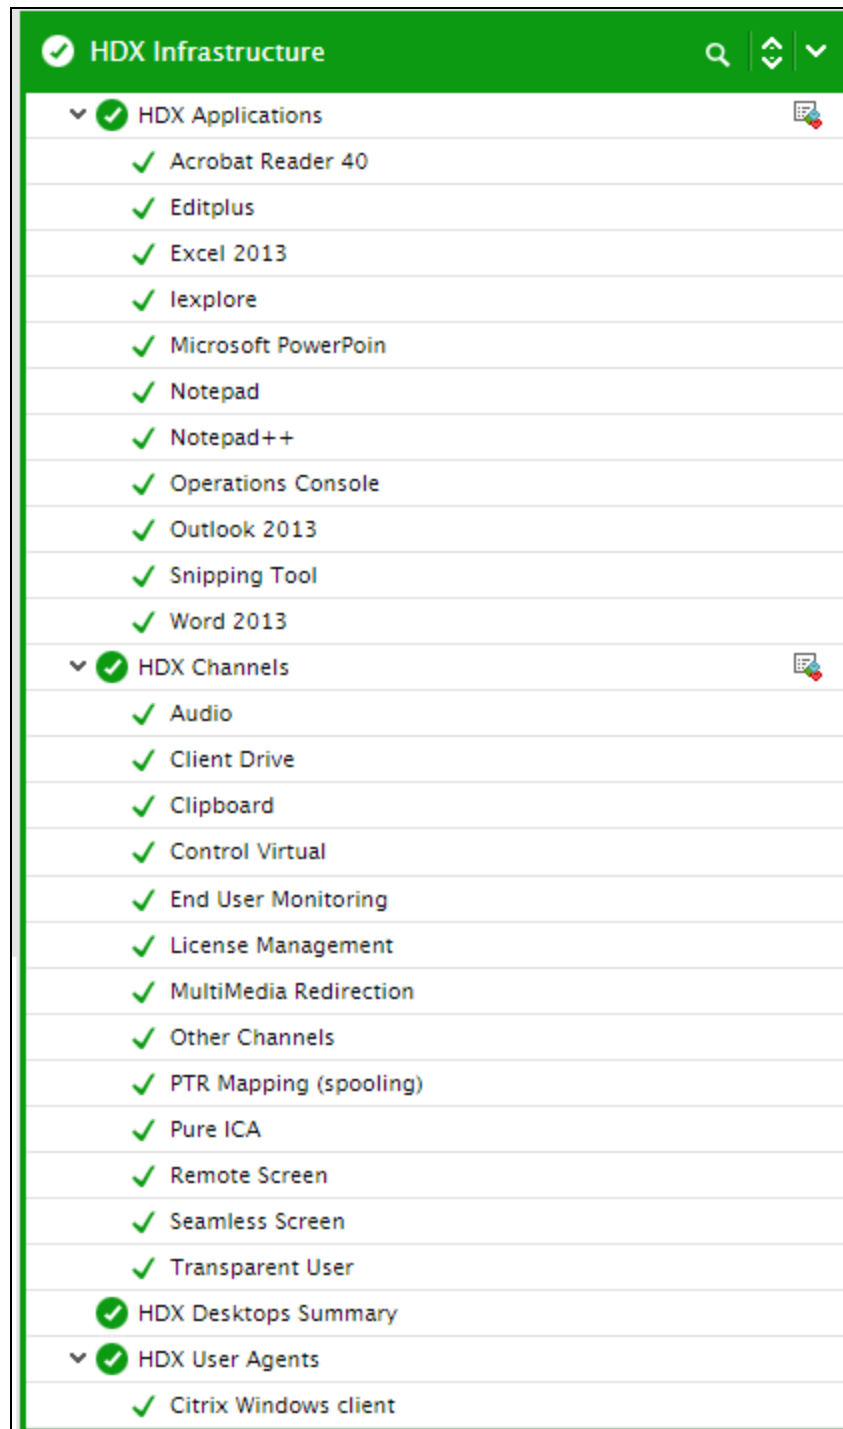 HDX Infrastructure
HDX Applications
Acrobat Reader 40
Editplus
Excel 2013
Iexplore
Microsoft PowerPoin
Notepad
Notepad++
Operations Console
Outlook 2013
Snipping Tool
Word 2013
HDX Channels
Audio
Client Drive
Clipboard
Control Virtual
End User Monitoring
License Management
MultiMedia Redirection
Other Channels
PTR Mapping (spooling)
Pure ICA
Remote Screen
Seamless Screen
Transparent User
HDX Desktops Summary
HDX User Agents
Citrix Windows client